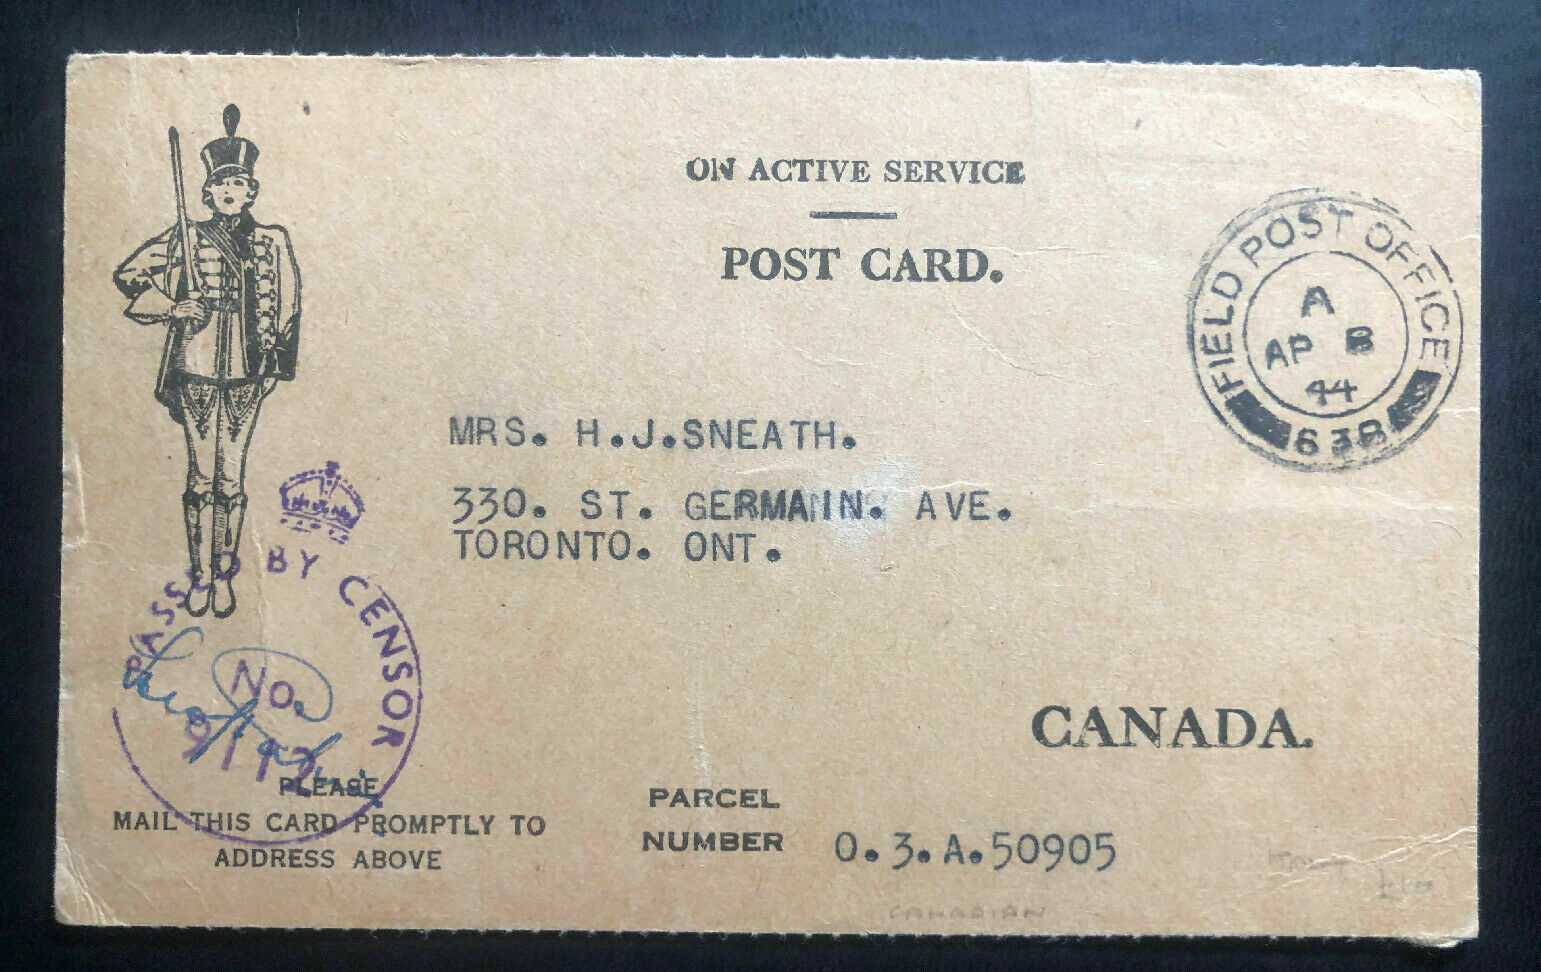 ON ACTIVE SERVICE
POST CARD.
FIELD POST OFFICE
A
AP 8
44
638
MRS. H.J.SNEATH.
330. ST. GERMAIN. AVE.
TORONTO. ONT.
PASSED BY CENSOR
No.
CANADA.
PLEASE
MAIL THIS CARD PROMPTLY TO
ADDRESS ABOVE
PARCEL
NUMBER O.3.A.50905
CANADIAN